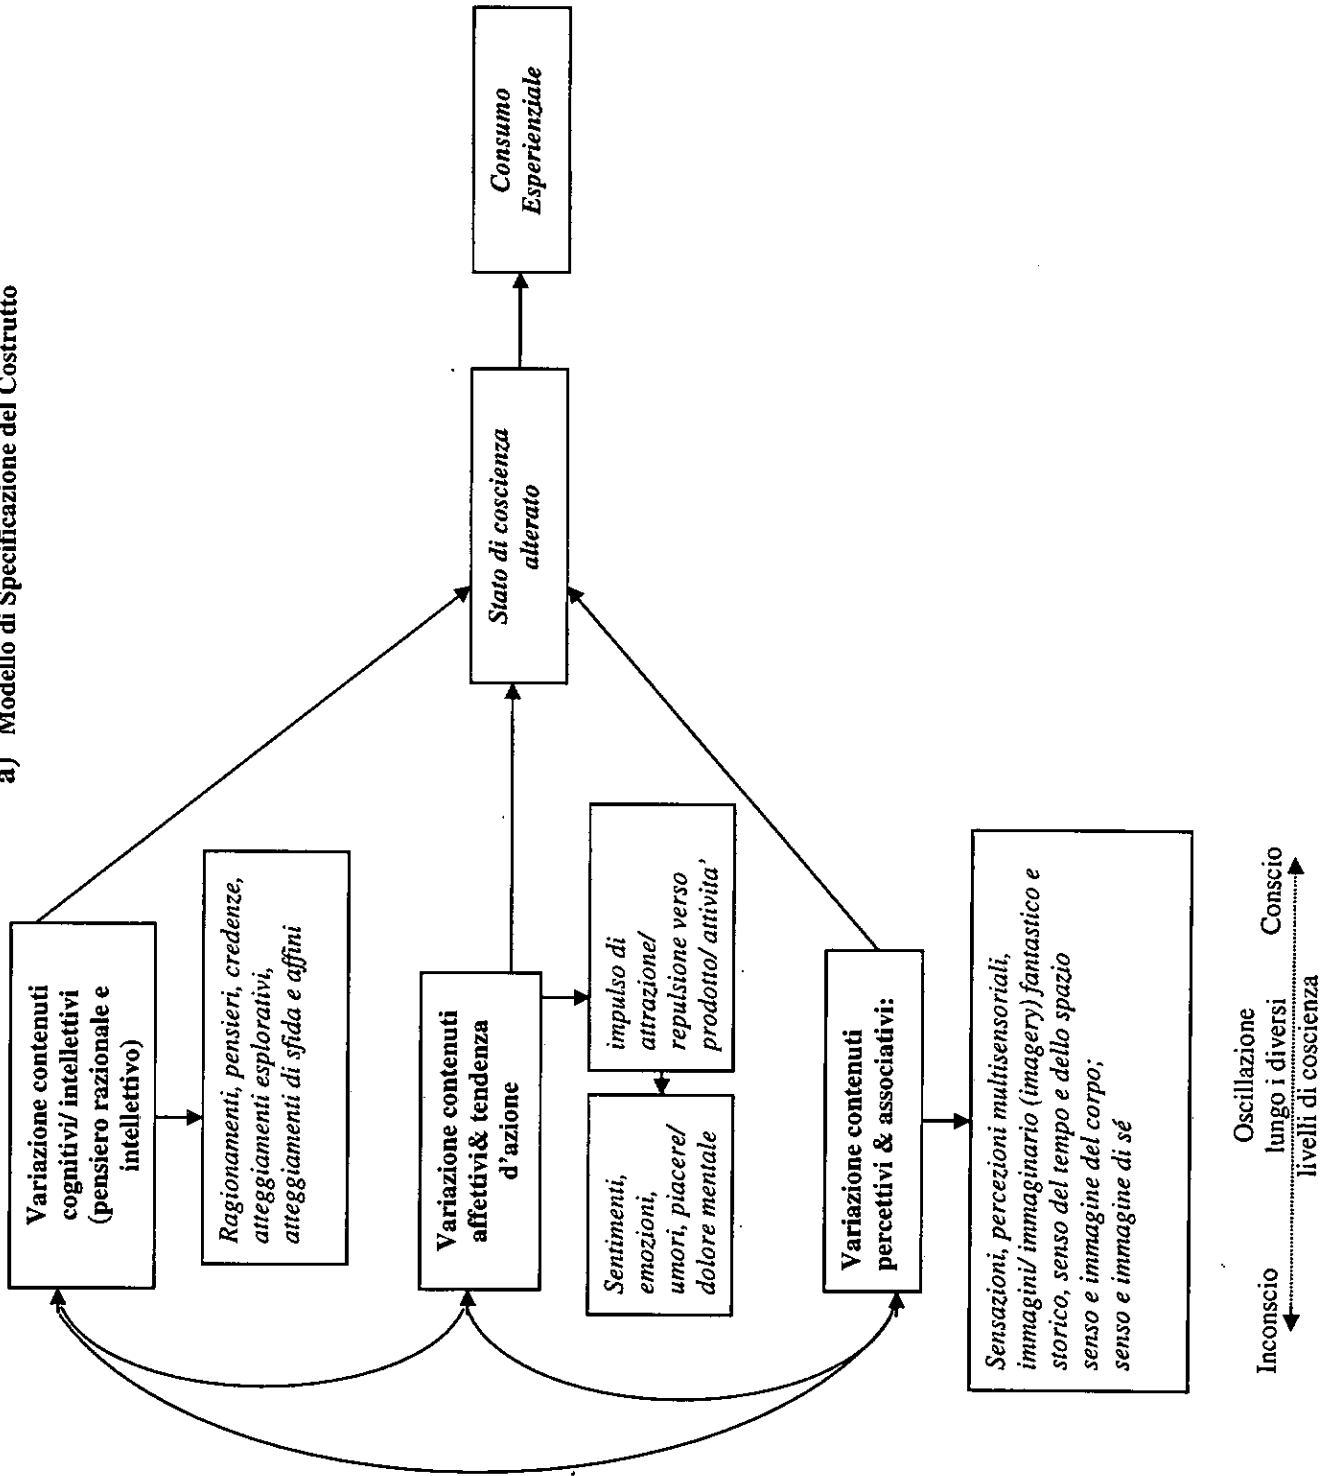 a) Modello di Specificazione del Costrutto
Variazione contenuti
cognitivi/ intellettivi
(pensiero razionale e
intellettivo)
Ragionamenti, pensieri, credenze,
atteggiamenti esplorativi,
atteggiamenti di sfida e affini
Variazione contenuti
affettivi& tendenza
d'azione
Sentimenti,
emozioni,
umori, piacere/
dolore mentale
impulso di
attrazione/
repulsione verso
prodotto/ attivita'
Variazione contenuti
percettivi & associativi:
Sensazioni, percezioni multisensoriali,
immagini/ immaginario (imagery) fantastico e
storico, senso del tempo e dello spazio
senso e immagine del corpo;
senso e immagine di sé
Stato di coscienza
alterato
Consumo
Esperienziale
Inconscio
Oscillazione
lungo i diversi
livelli di coscienza
Conscio